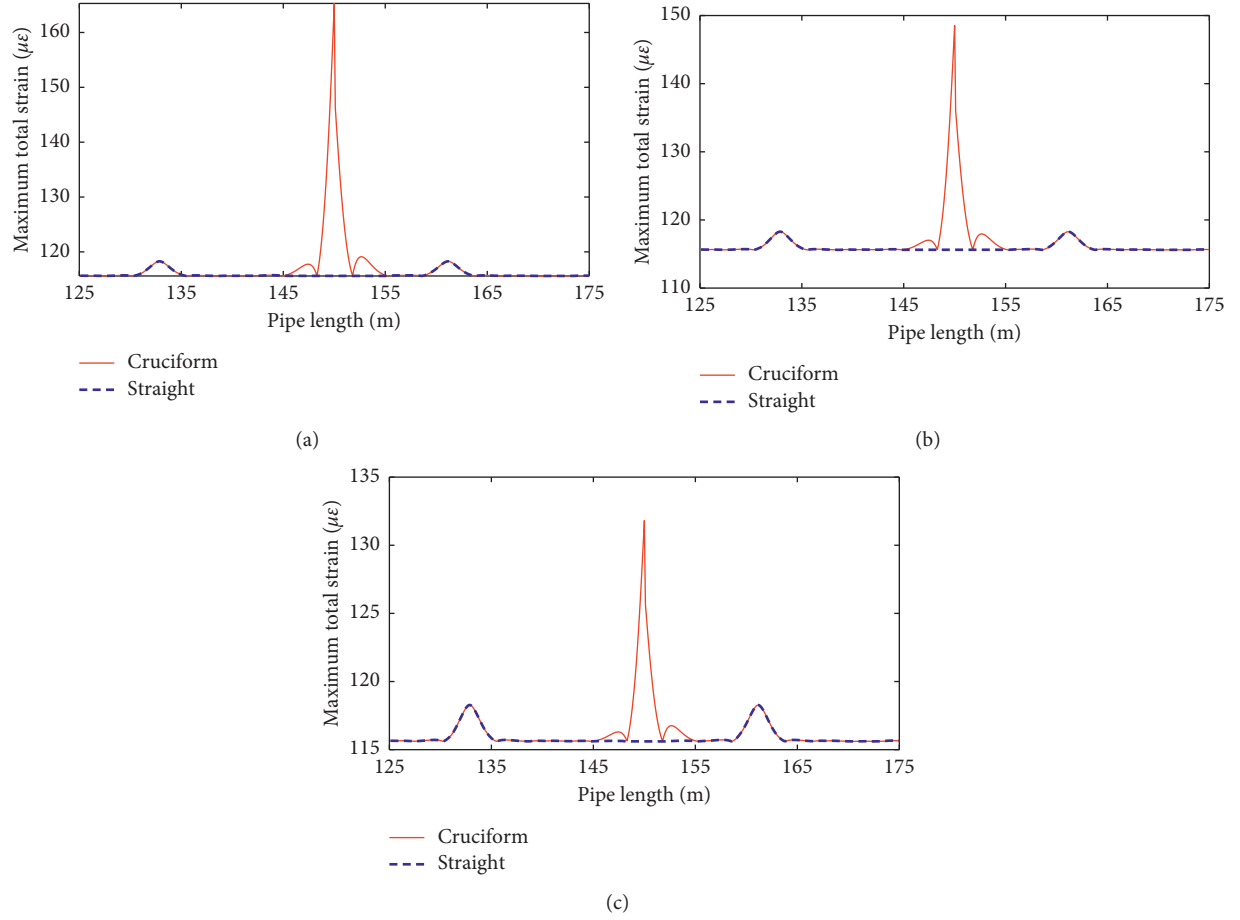 Maximum total strain (με)
160
150
140
130
120
125 135 145 155 165 175
Pipe length (m)
Cruciform
Straight
(a)
Maximum total strain (με)
150
140
130
120
110
125 135 145 155 165 175
Pipe length (m)
Cruciform
Straight
(b)
Maximum total strain (με)
135
130
125
120
115
125 135 145 155 165 175
Pipe length (m)
Cruciform
Straight
(c)